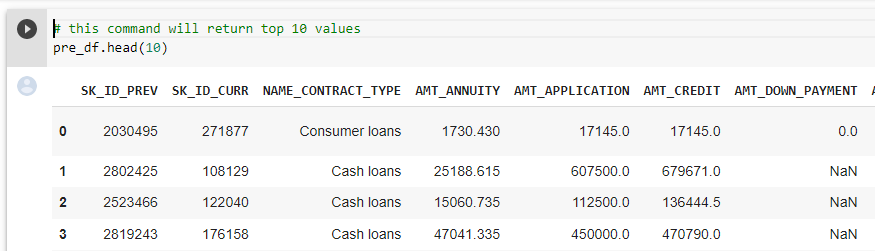 # this command will return top 10 values
pre_df.head(10)
SK_ID_PREV SK_ID_CURR NAME_CONTRACT_TYPE AMT_ANNUITY AMT_APPLICATION AMT_CREDIT AMT_DOWN_PAYMENT
0 2030495 271877 Consumer loans 1730.430 17145.0 17145.0 0.0
1 2802425 108129 Cash loans 25188.615 607500.0 679671.0 NaN
2 2523466 122040 Cash loans 15060.735 112500.0 136444.5 NaN
3 2819243 176158 Cash loans 47041.335 450000.0 470790.0 NaN